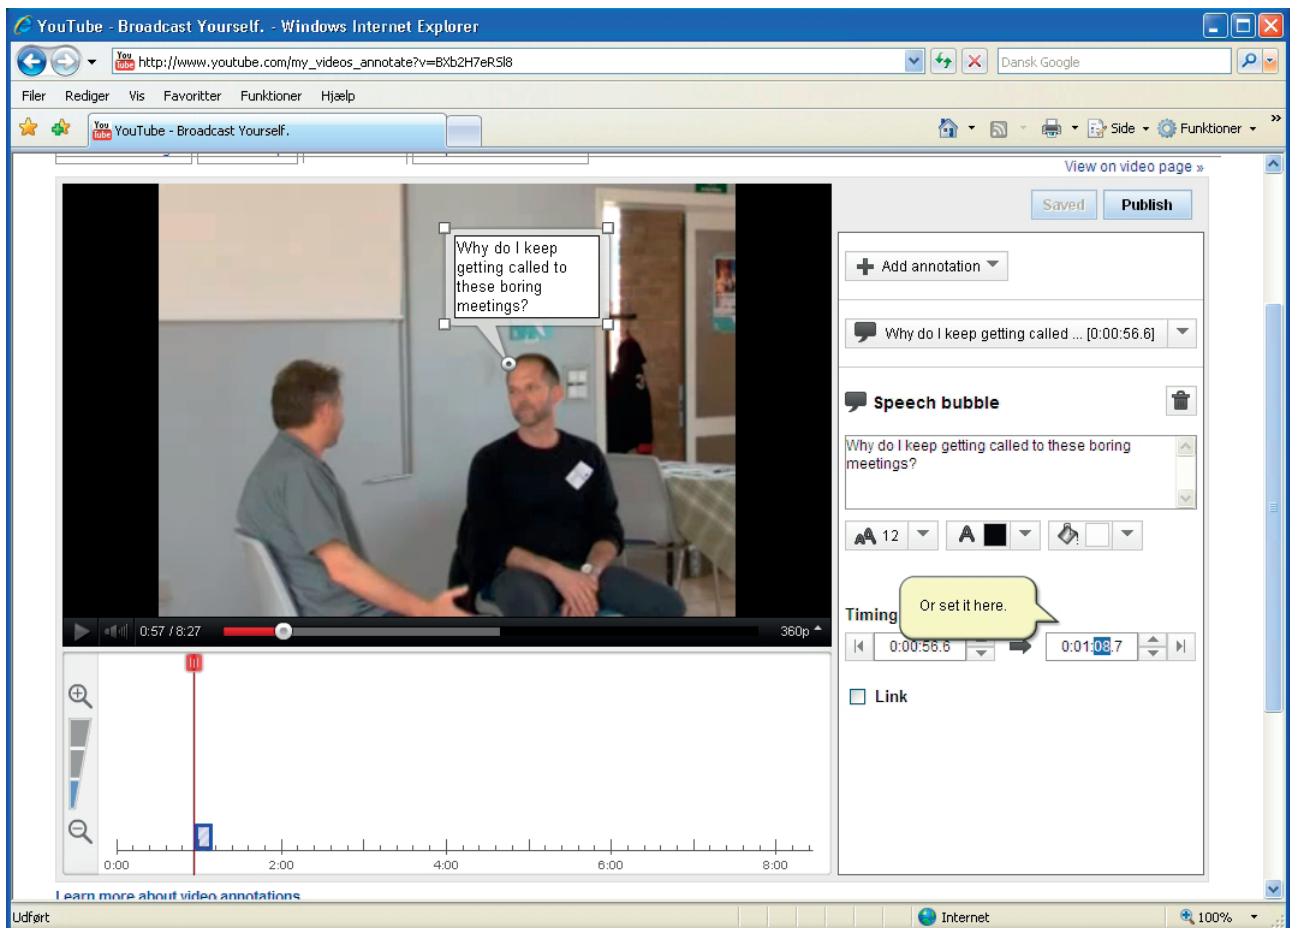 YouTube - Broadcast Yourself. - Windows Internet Explorer
You Tube http://www.youtube.com/my_videos_annotate?v=BXb2H7eR5l8
Dansk Google
Filer Rediger Vis Favoritter Funktioner Hjælp
You Tube YouTube - Broadcast Yourself.
Side Funktioner »
View on video page »
Saved Publish
Why do I keep
getting called to
these boring
meetings?
Add annotation
Why do I keep getting called ... [0:00:56.6]
Speech bubble
Why do I keep getting called to these boring
meetings?
A A 12 A
Or set it here.
Timing
0:00:56.6 0:01:08.7
Link
0:57 / 8:27 360p
0:00 2:00 4:00 6:00 8:00
Learn more about video annotations
Udført Internet 100%